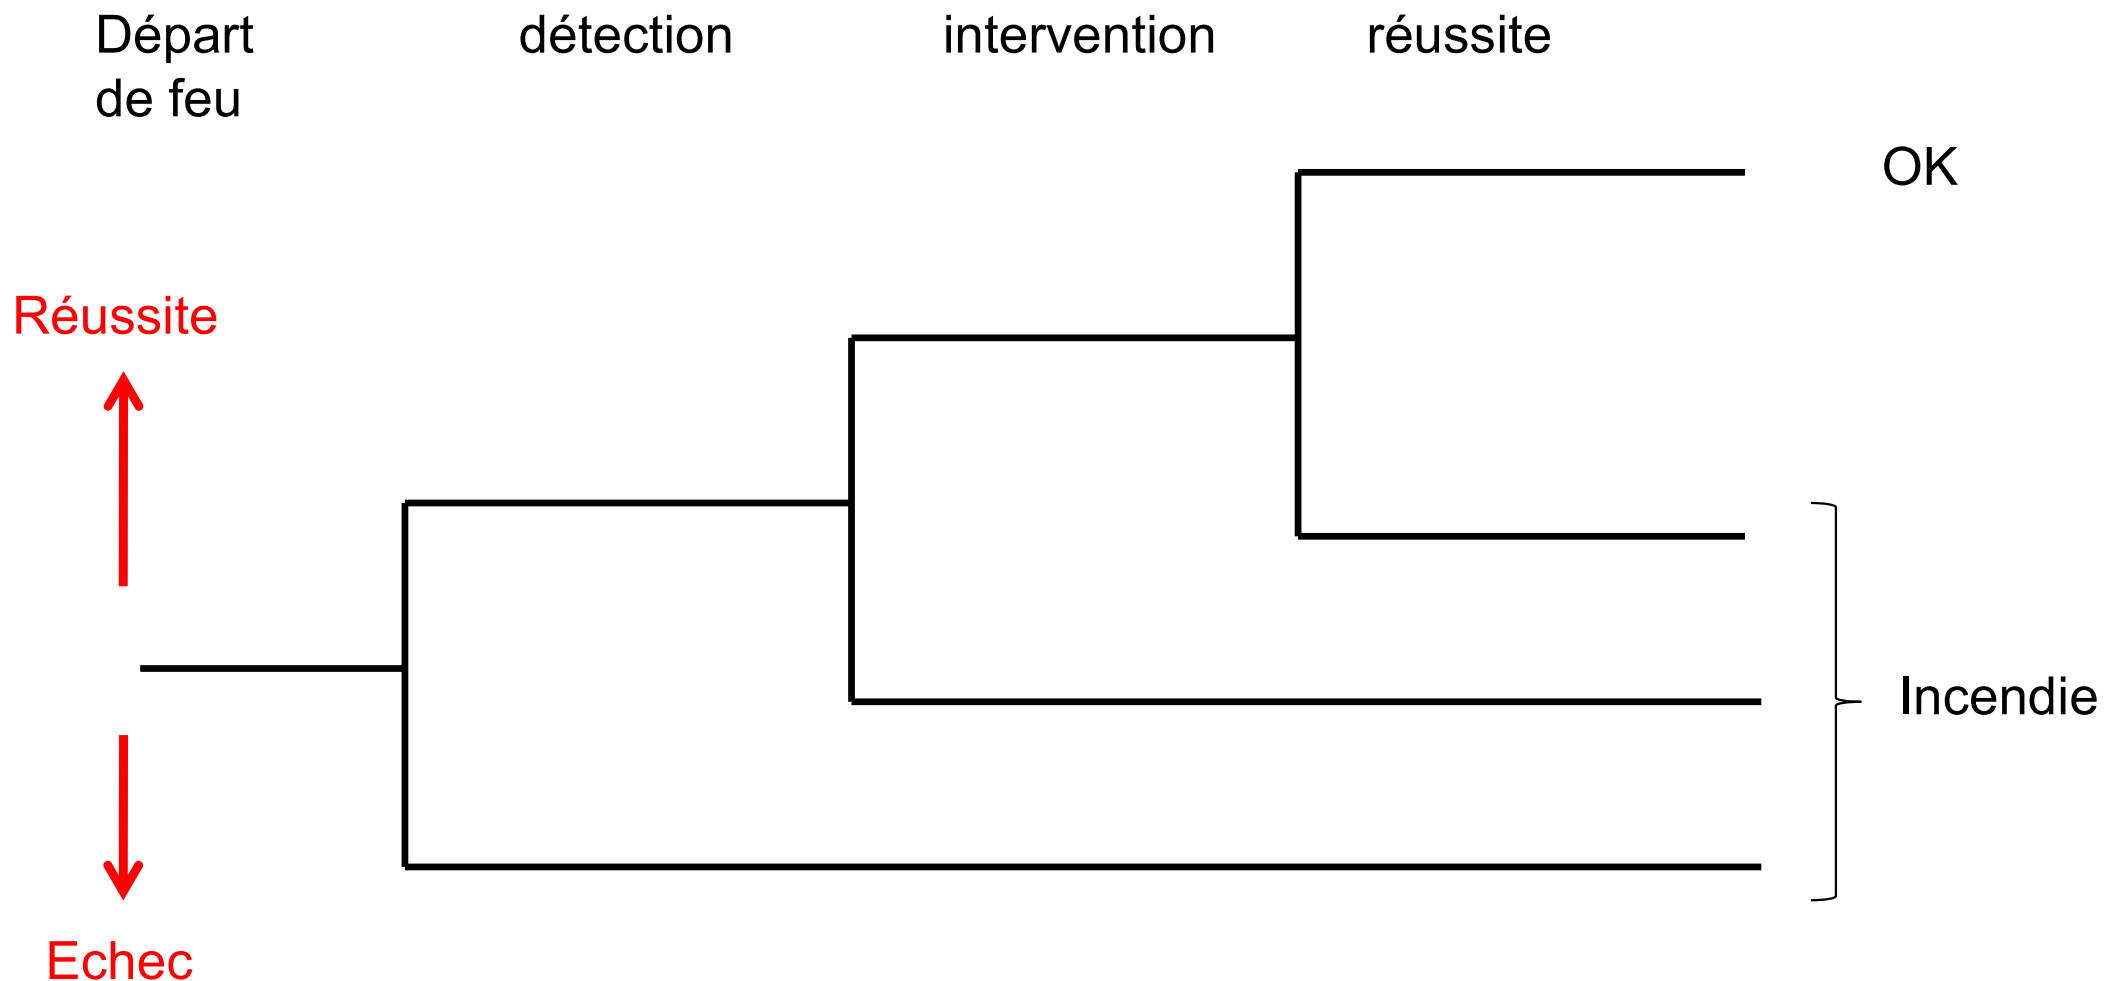 Départ
de feu
détection
intervention
réussite
OK
Réussite
Incendie
Echec